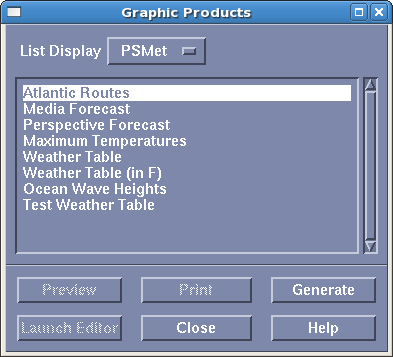 Graphic Products
List Display PSMet
Atlantic Routes
Media Forecast
Perspective Forecast
Maximum Temperatures
Weather Table
Weather Table (in F)
Ocean Wave Heights
Test Weather Table
Preview Print Generate
Launch Editor Close Help